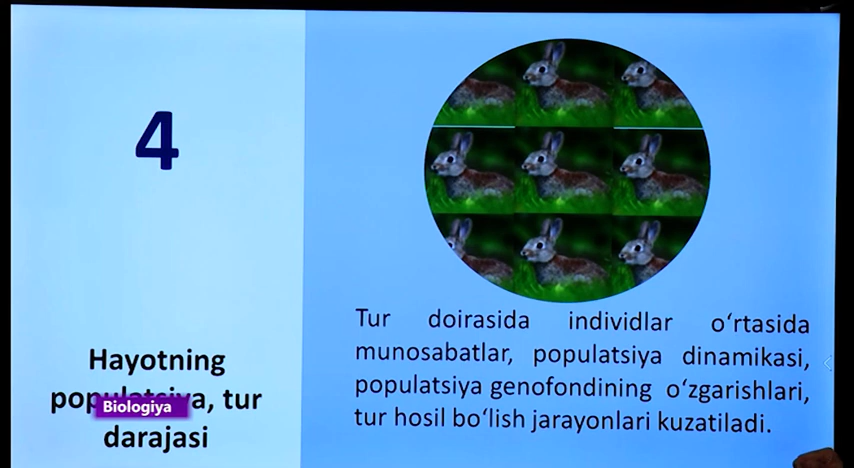 4
Hayotning
populatsiya, tur
darajasi
Biologiya
Tur doirasida individlar o‘rtasida
munosabatlar, populatsiya dinamikasi,
populatsiya genofondining o‘zgarishlari,
tur hosil bo‘lish jarayonlari kuzatiladi.